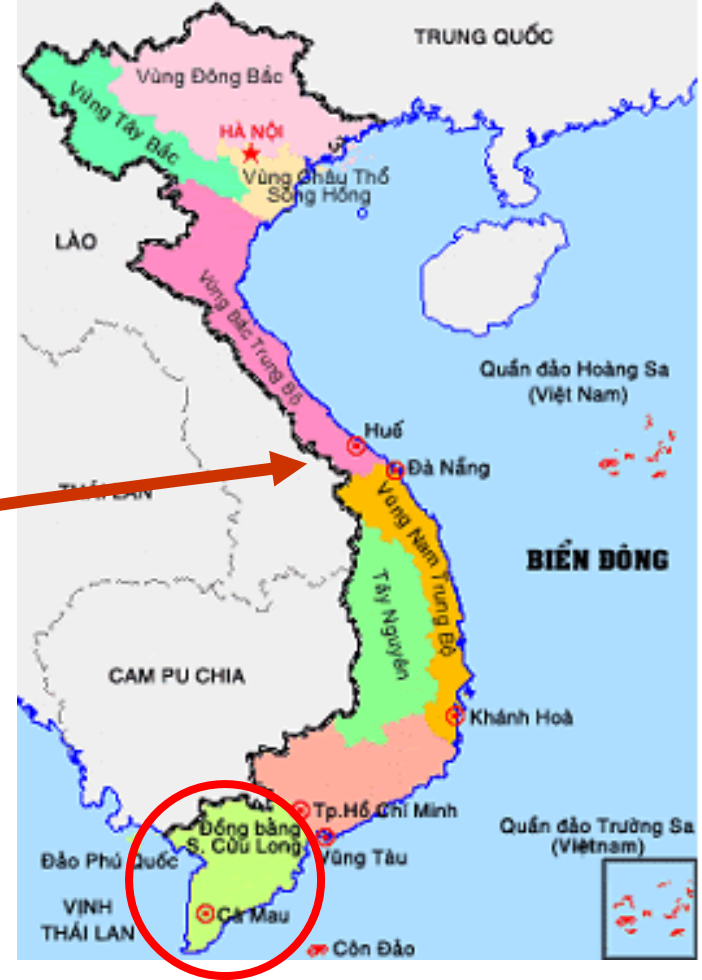 TRUNG QUỐC
Vùng Đông Bắc
Vùng Tây Bắc
HÀ NỘI
Vùng Châu Thổ
Sông Hồng
LÀO
Vùng Bắc Trung Bộ
Quần đảo Hoàng Sa
(Việt Nam)
Huế
Đà Nẵng
THÁI LAN
Vùng Nam Trung Bộ
BIỂN ĐÔNG
Tây Nguyên
CAM PU CHIA
Khánh Hoà
Tp.Hồ Chí Minh
Đồng bằng
S. Cửu Long
Quần đảo Trường Sa
(Việtnam)
Đảo Phú Quốc
Vũng Tàu
VỊNH
THÁI LAN
Cà Mau
Côn Đảo